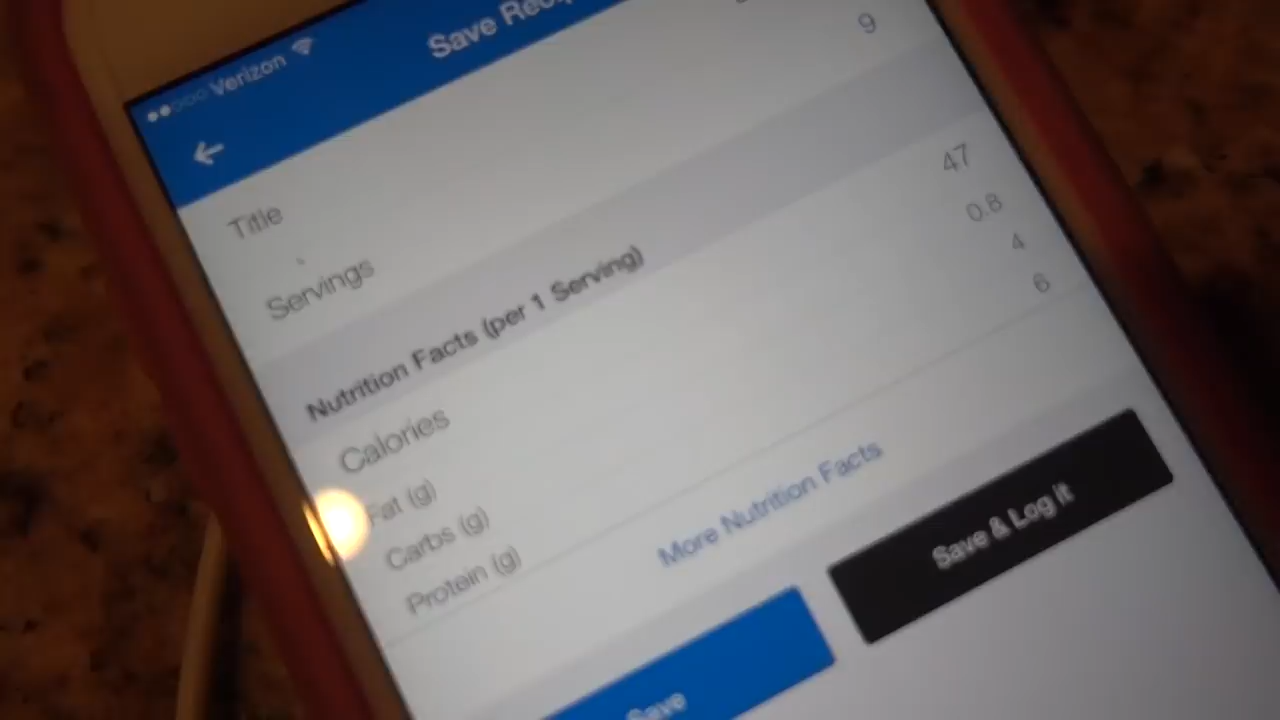 Verizon
Save
Title
Servings 9
Nutrition Facts (per 1 Serving)
Calories 47
Fat (g) 0.8
Carbs (g) 4
Protein (g) 6
More Nutrition Facts
Save
Save & Log it